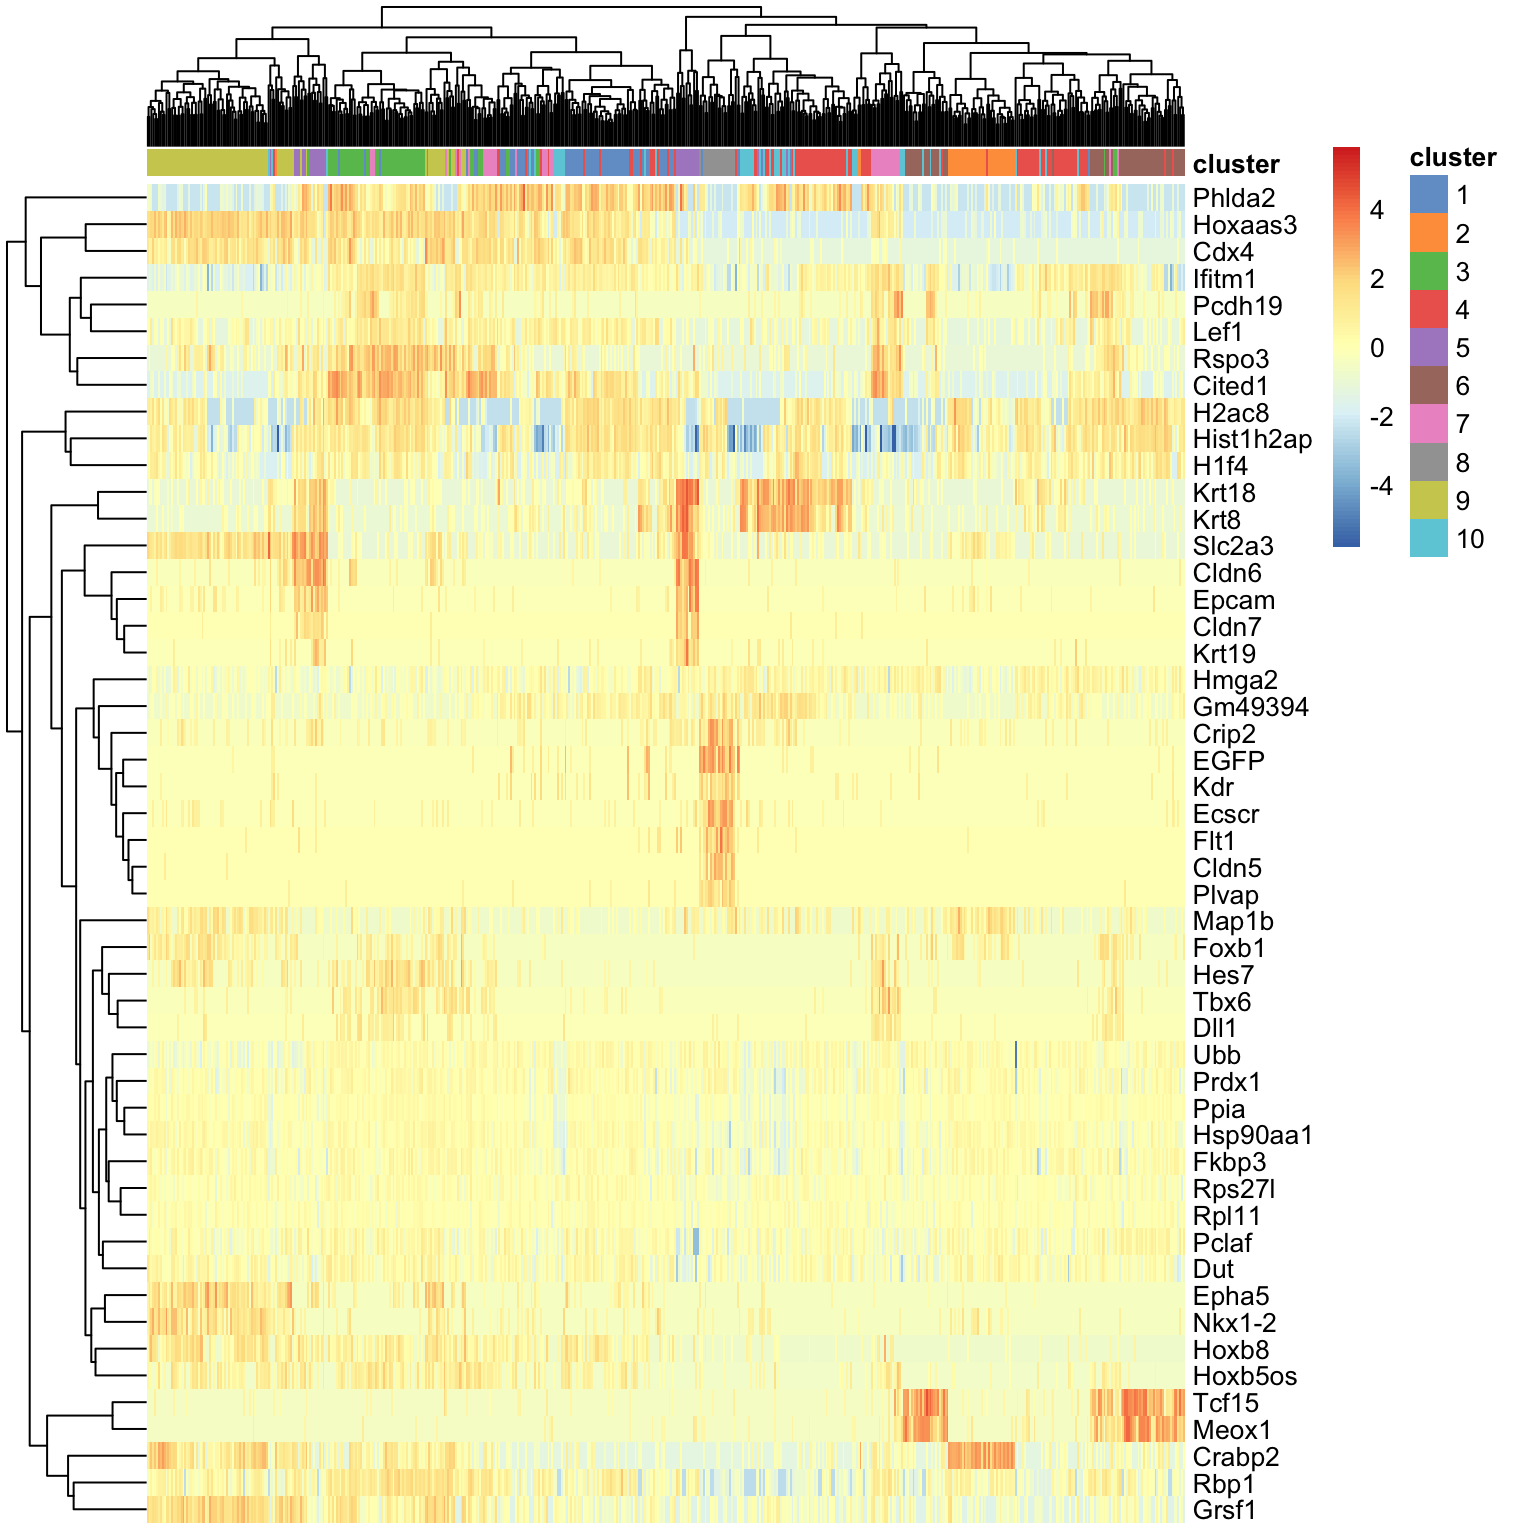 cluster
Phlda2
Hoxaas3
Cdx4
Ifitm1
Pcdh19
Lef1
Rspo3
Cited1
H2ac8
Hist1h2ap
H1f4
Krt18
Krt8
Slc2a3
Cldn6
Epcam
Cldn7
Krt19
Hmga2
Gm49394
Crip2
EGFP
Kdr
Ecscr
Flt1
Cldn5
Plvap
Map1b
Foxb1
Hes7
Tbx6
Dll1
Ubb
Prdx1
Ppia
Hsp90aa1
Fkbp3
Rps27l
Rpl11
Pclaf
Dut
Epha5
Nkx1-2
Hoxb8
Hoxb5os
Tcf15
Meox1
Crabp2
Rbp1
Grsf1
4
2
0
-2
-4
cluster
1
2
3
4
5
6
7
8
9
10